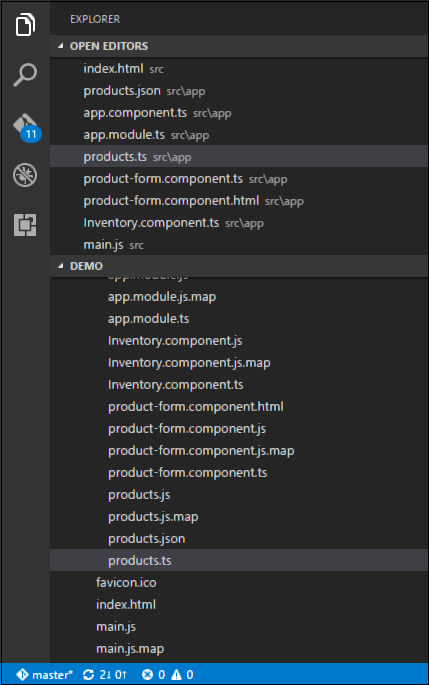 EXPLORER
OPEN EDITORS
index.html src
products.json src\app
app.component.ts src\app
app.module.ts src\app
products.ts src\app
product-form.component.ts src\app
product-form.component.html src\app
Inventory.component.ts src\app
main.js src
11
DEMO
app.module.js
app.module.js.map
app.module.ts
Inventory.component.js
Inventory.component.js.map
Inventory.component.ts
product-form.component.html
product-form.component.js
product-form.component.js.map
product-form.component.ts
products.js
products.js.map
products.json
products.ts
favicon.ico
index.html
main.js
main.js.map
master* 2↓ 0↑ 0 0